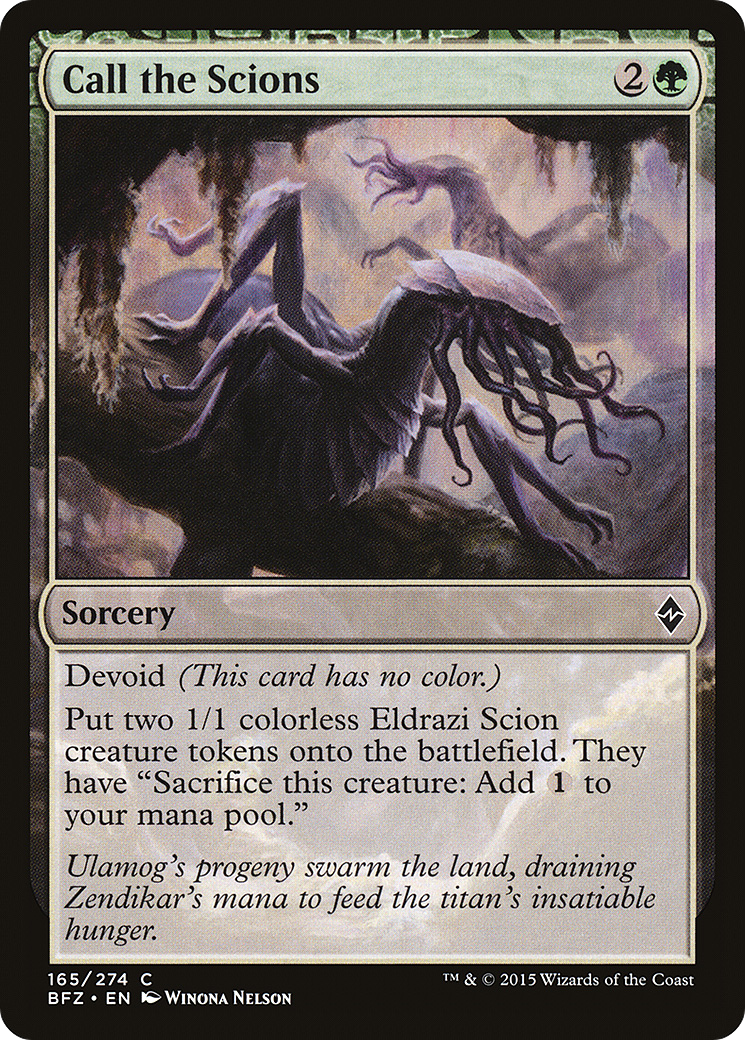 Call the Scions 2
Sorcery
Devoid (This card has no color.)
Put two 1/1 colorless Eldrazi Scion
creature tokens onto the battlefield. They
have “Sacrifice this creature: Add 1 to
your mana pool.”
Ulamog's progeny swarm the land, draining
Zendikar's mana to feed the titan's insatiable
hunger.
165/274 C
BFZ • EN Winona Nelson
™ & © 2015 Wizards of the Coast